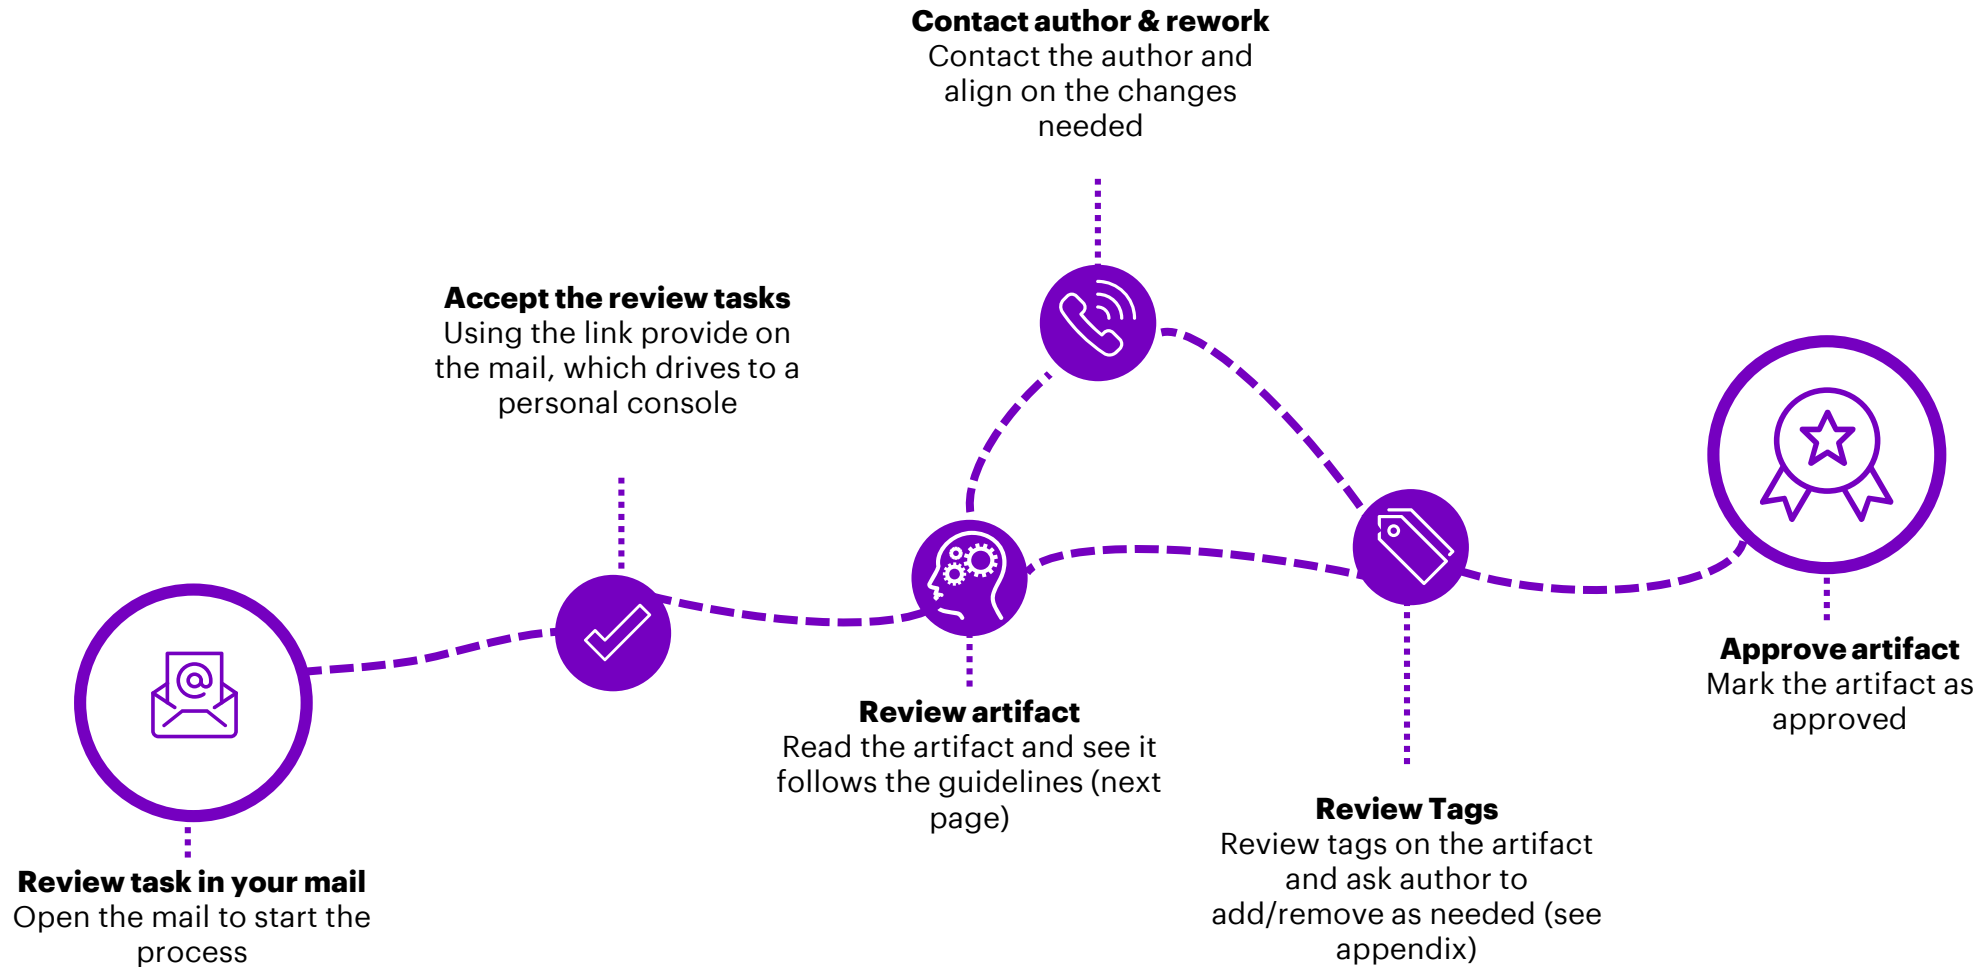 Contact author & rework
Contact the author and
align on the changes
needed
Accept the review tasks
Using the link provide on
the mail, which drives to a
personal console
Review artifact
Read the artifact and see it
follows the guidelines (next
page)
Review Tags
Review tags on the artifact
and ask author to
add/remove as needed (see
appendix)
Approve artifact
Mark the artifact as
approved
Review task in your mail
Open the mail to start the
process